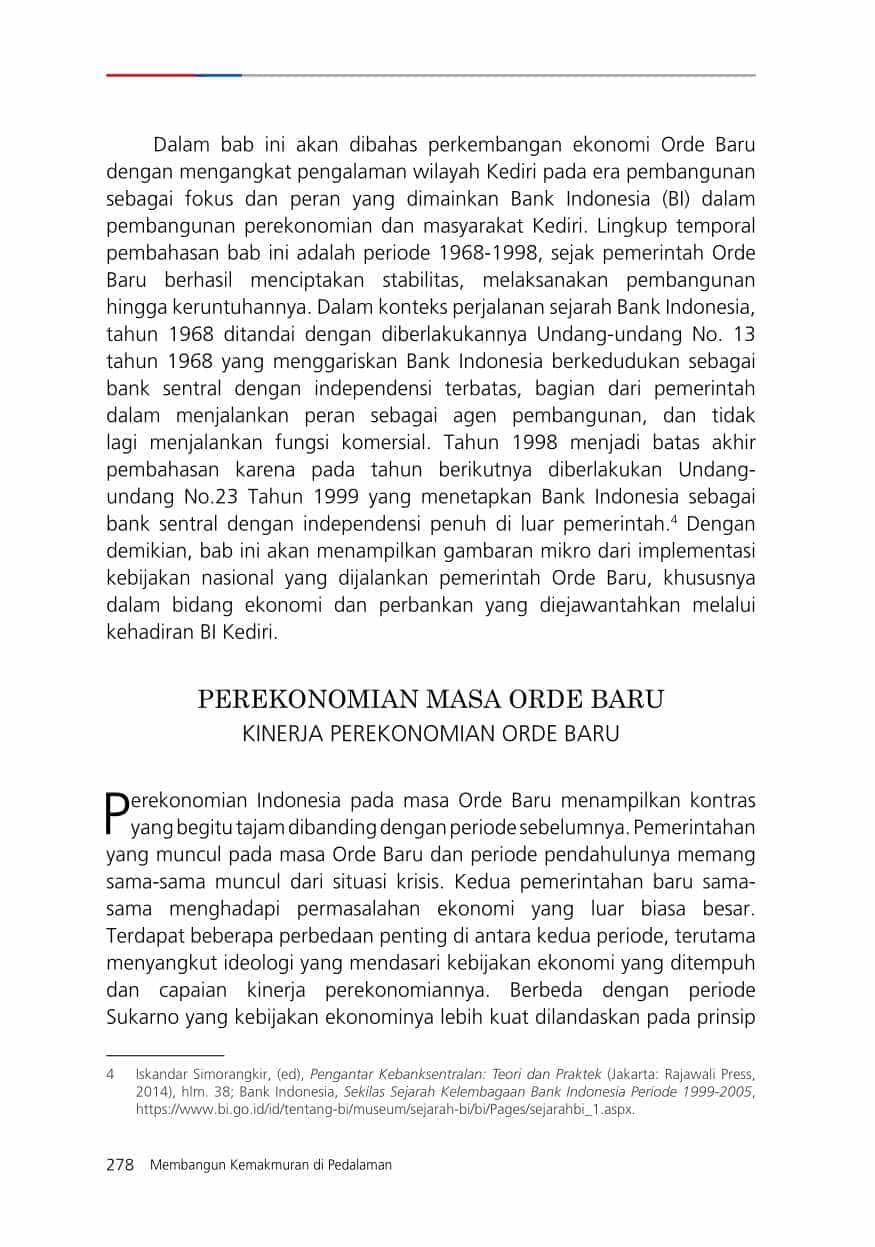 Dalam bab ini akan dibahas perkembangan ekonomi Orde Baru
dengan mengangkat pengalaman wilayah Kediri pada era pembangunan
sebagai fokus dan peran yang dimainkan Bank Indonesia (BI) dalam
pembangunan perekonomian dan masyarakat Kediri. Lingkup temporal
pembahasan bab ini adalah periode 1968-1998, sejak pemerintah Orde
Baru berhasil menciptakan stabilitas, melaksanakan pembangunan
hingga keruntuhannya. Dalam konteks perjalanan sejarah Bank Indonesia,
tahun 1968 ditandai dengan diberlakukannya Undang-undang No. 13
tahun 1968 yang menggariskan Bank Indonesia berkedudukan sebagai
bank sentral dengan independensi terbatas, bagian dari pemerintah
dalam menjalankan peran sebagai agen pembangunan, dan tidak
lagi menjalankan fungsi komersial. Tahun 1998 menjadi batas akhir
pembahasan karena pada tahun berikutnya diberlakukan Undang-
undang No.23 Tahun 1999 yang menetapkan Bank Indonesia sebagai
bank sentral dengan independensi penuh di luar pemerintah.4 Dengan
demikian, bab ini akan menampilkan gambaran mikro dari implementasi
kebijakan nasional yang dijalankan pemerintah Orde Baru, khususnya
dalam bidang ekonomi dan perbankan yang diejawantahkan melalui
kehadiran BI Kediri.
PEREKONOMIAN MASA ORDE BARU
KINERJA PEREKONOMIAN ORDE BARU
Perekonomian Indonesia pada masa Orde Baru menampilkan kontras
yang begitu tajam dibanding dengan periode sebelumnya. Pemerintahan
yang muncul pada masa Orde Baru dan periode pendahulunya memang
sama-sama muncul dari situasi krisis. Kedua pemerintahan baru sama-
sama menghadapi permasalahan ekonomi yang luar biasa besar.
Terdapat beberapa perbedaan penting di antara kedua periode, terutama
menyangkut ideologi yang mendasari kebijakan ekonomi yang ditempuh
dan capaian kinerja perekonomiannya. Berbeda dengan periode
Sukarno yang kebijakan ekonominya lebih kuat dilandaskan pada prinsip
4 Iskandar Simorangkir, (ed), Pengantar Kebanksentralan: Teori dan Praktek (Jakarta: Rajawali Press,
2014), hlm. 38; Bank Indonesia, Sekilas Sejarah Kelembagaan Bank Indonesia Periode 1999-2005,
https://www.bi.go.id/id/tentang-bi/museum/sejarah-bi/bi/Pages/sejarahbi_1.aspx.
278 Membangun Kemakmuran di Pedalaman